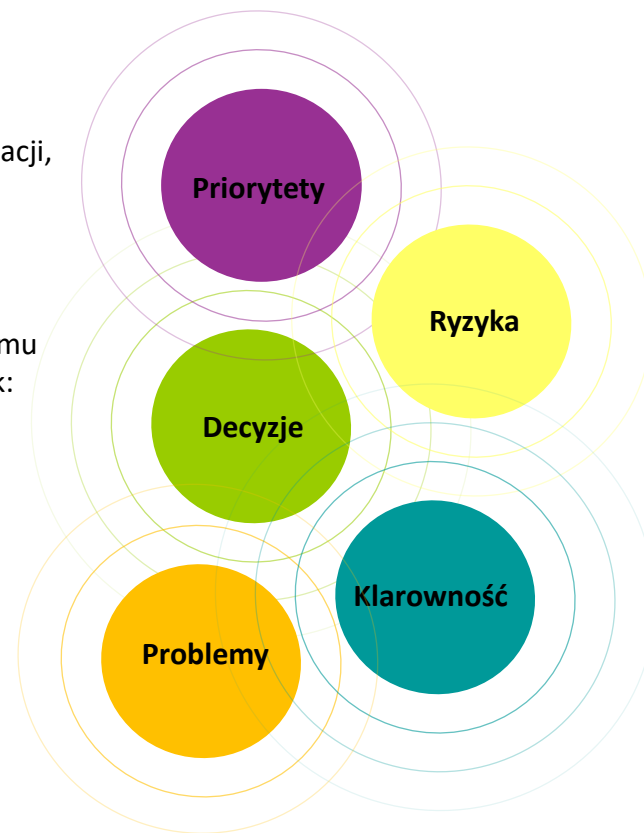 acji,
Priorytety
Ryzyka
mu
k:
Decyzje
Klarowność
Problemy